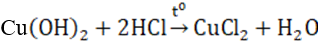 Cu(OH)₂ + 2HCl →^{t^o} CuCl₂ + H₂O